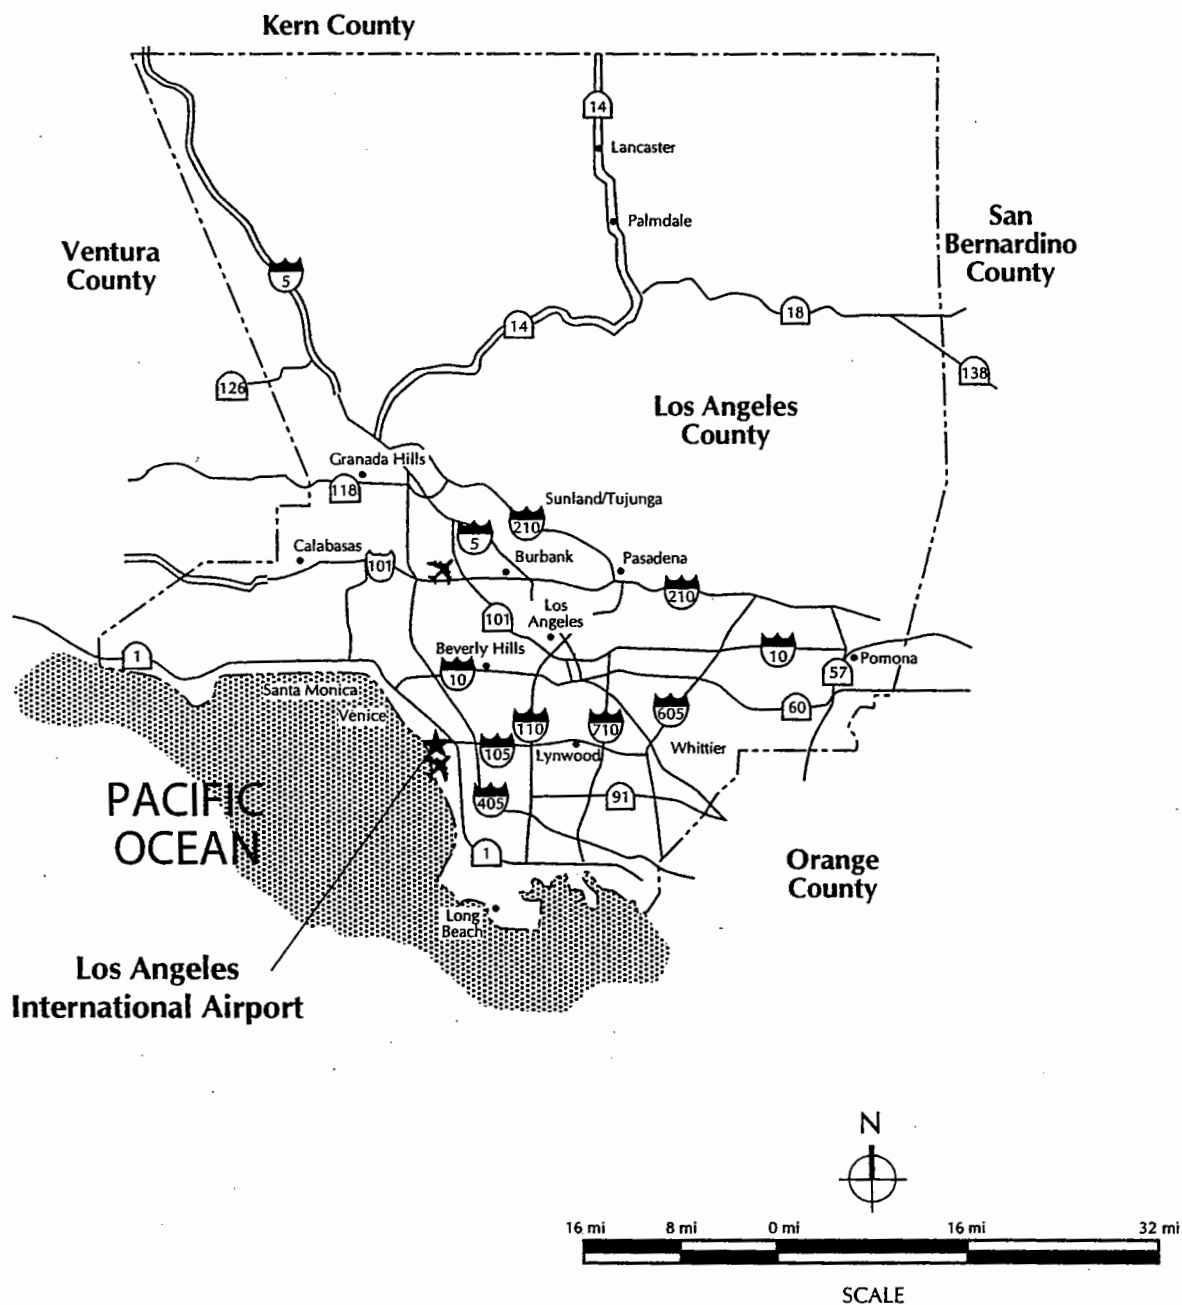 Kern County
14
Lancaster
Palmdale
San
Bernardino
County
Ventura
County
5
14
18
126
138
Los Angeles
County
Granada Hills
118
Sunland/Tujunga
210
5
Calabasas
101
Burbank
Pasadena
210
101
Los
Angeles
1
Beverly Hills
10
10
Pomona
57
Santa Monica
60
Venice
110
710
605
105
Lynwood
Whittier
PACIFIC
OCEAN
405
91
1
Orange
County
Long
Beach
Los Angeles
International Airport
N
16 mi 8 mi 0 mi 16 mi 32 mi
SCALE